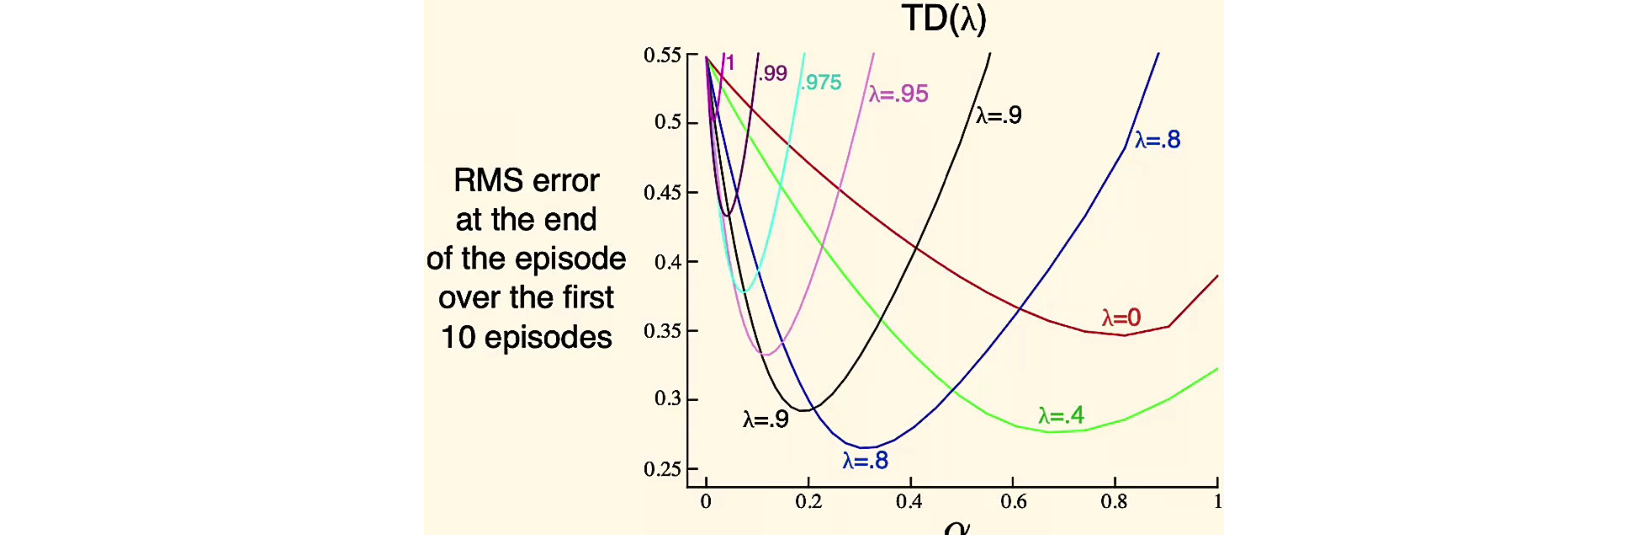 TD(λ)
0.55
0.5
0.45
0.4
0.35
0.3
0.25
RMS error
at the end
of the episode
over the first
10 episodes
1
.99
.975
λ=.95
λ=.9
λ=.8
λ=0
λ=.4
λ=.9
λ=.8
0
0.2
0.4
0.6
0.8
1
α